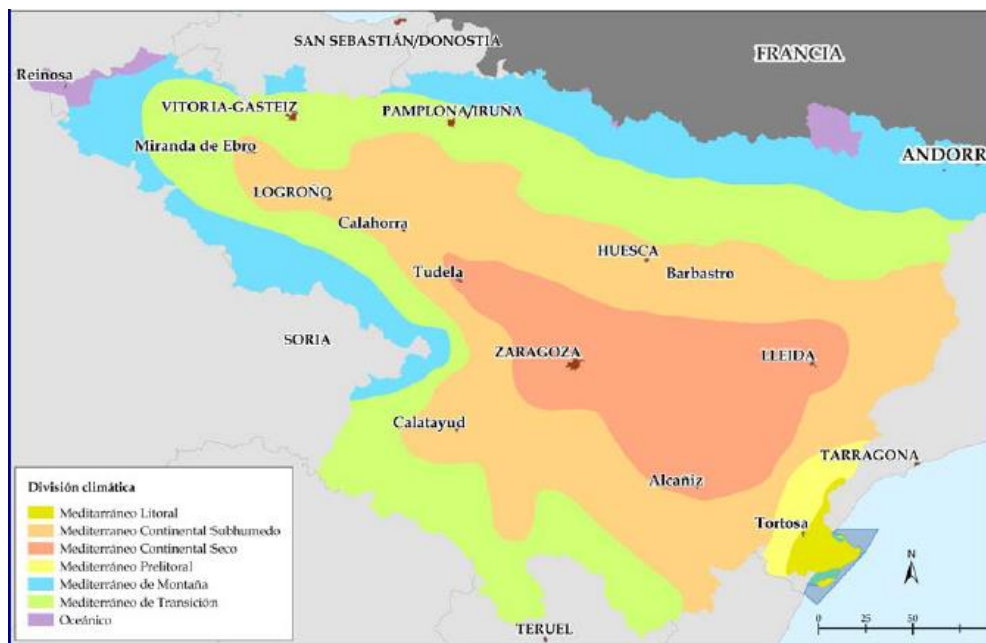 SAN SEBASTIÁN/DONOSTIA
FRANCIA
Reinosa
VITORIA-GASTEIZ
PAMPLONA/IRUÑA
ANDORR
Miranda de Ebro
LOGROÑO
Calahorra
HUESCA
Barbastro
Tudela
SORIA
ZARAGOZA
LLEIDA
Calatayud
TARRAGONA
Alcañiz
Tortosa
TERUEL
División climática
Meditarráneo Litoral
Mediterraneo Continental Subhumedo
Mediterráneo Continental Seco
Mediterráneo Prelitoral
Mediterráneo de Montaña
Mediterráneo de Transición
Oceánico
N
0 25 50